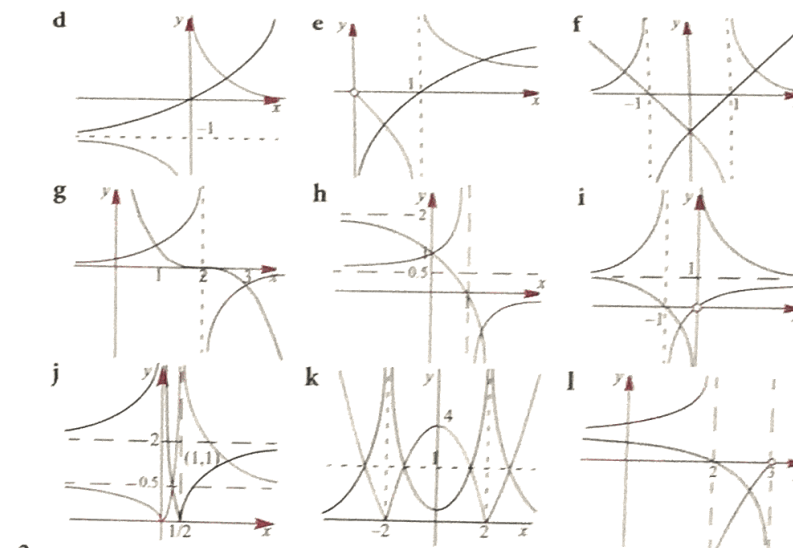 d y x -1
e y 1 x
f y -1 1
g y 1 2 3 x
h y -2 1 -0.5 1 x
i y 1 -1
j y 2 (1,1) -0.5 1/2 x
k y 4 1 -2 2 x
l y 2 3